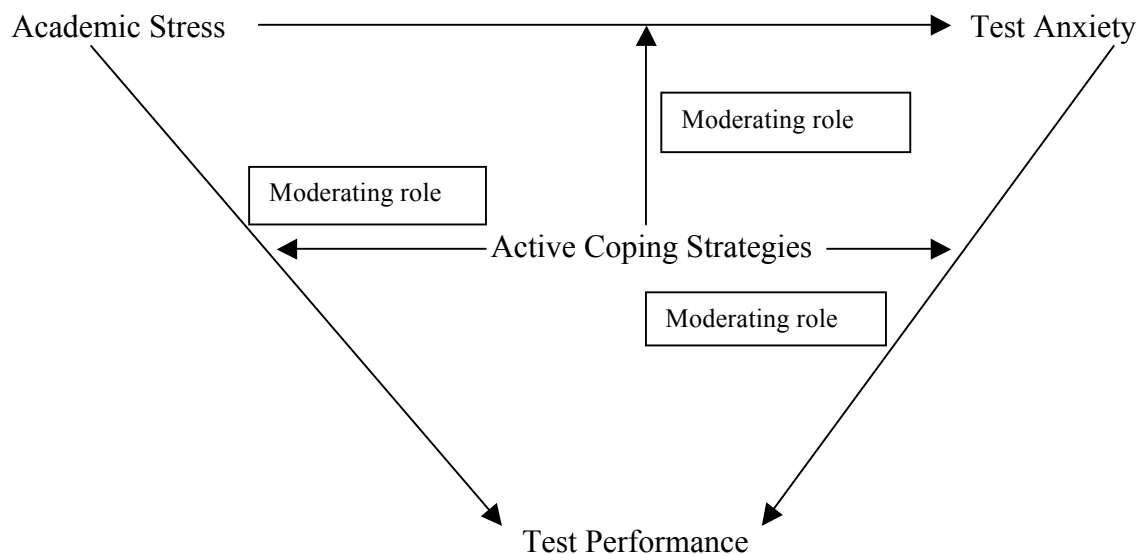 Academic Stress
Test Anxiety
Moderating role
Moderating role
Active Coping Strategies
Moderating role
Test Performance